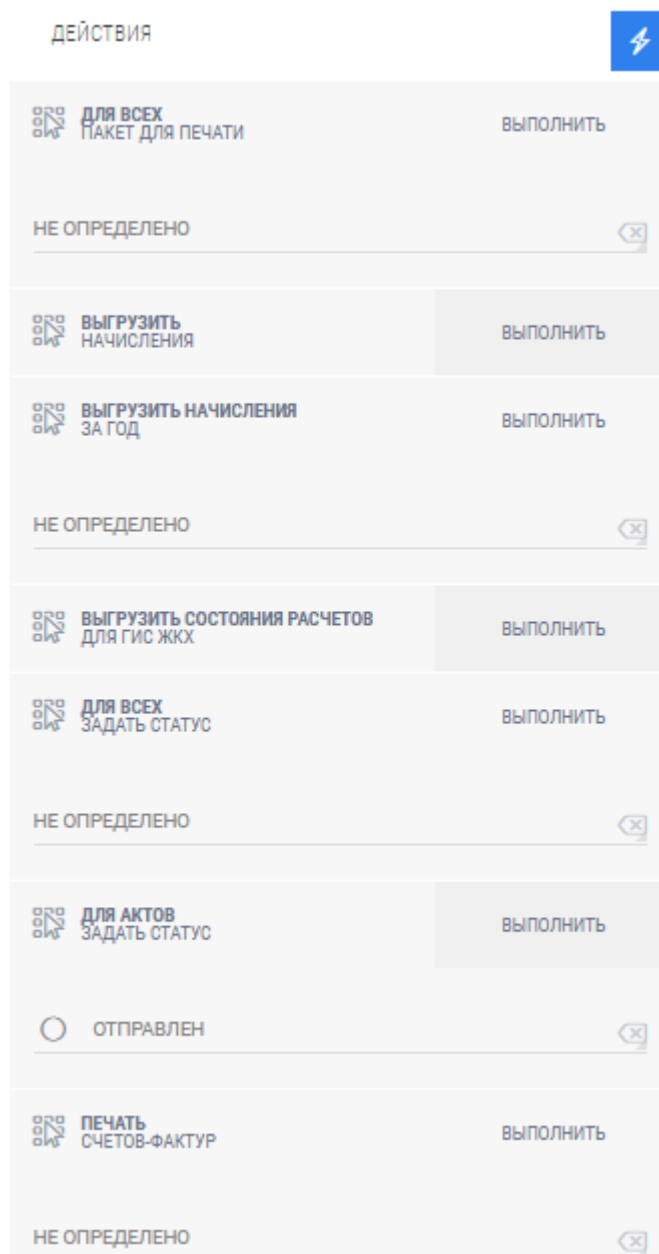 ДЕЙСТВИЯ
ДЛЯ ВСЕХ
ПАКЕТ ДЛЯ ПЕЧАТИ
ВЫПОЛНИТЬ
НЕ ОПРЕДЕЛЕНО
ВЫГРУЗИТЬ
НАЧИСЛЕНИЯ
ВЫПОЛНИТЬ
ВЫГРУЗИТЬ НАЧИСЛЕНИЯ
ЗА ГОД
ВЫПОЛНИТЬ
НЕ ОПРЕДЕЛЕНО
ВЫГРУЗИТЬ СОСТОЯНИЯ РАСЧЕТОВ
ДЛЯ ГИС ЖКХ
ВЫПОЛНИТЬ
ДЛЯ ВСЕХ
ЗАДАТЬ СТАТУС
ВЫПОЛНИТЬ
НЕ ОПРЕДЕЛЕНО
ДЛЯ АКТОВ
ЗАДАТЬ СТАТУС
ВЫПОЛНИТЬ
ОТПРАВЛЕН
ПЕЧАТЬ
СЧЕТОВ-ФАКТУР
ВЫПОЛНИТЬ
НЕ ОПРЕДЕЛЕНО